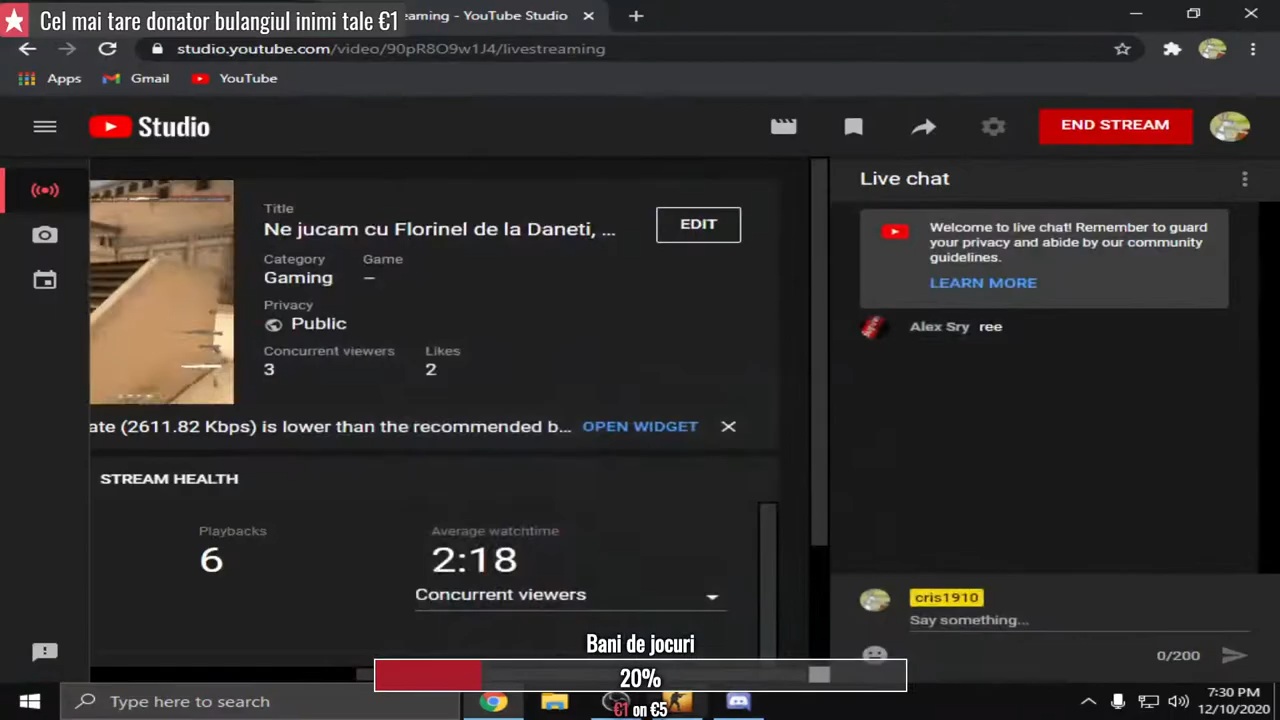 Cel mai tare donator bulangiul inimi tale €1
eaming - YouTube Studio
studio.youtube.com/video/90pR8O9w1J4/livestreaming
Apps Gmail YouTube
Studio
END STREAM
Title
Ne jucam cu Florinel de la Daneti, ...
EDIT
Category Game
Gaming –
Privacy
Public
Concurrent viewers Likes
3 2
ate (2611.82 Kbps) is lower than the recommended b... OPEN WIDGET
STREAM HEALTH
Playbacks Average watchtime
6 2:18
Concurrent viewers
Live chat
Welcome to live chat! Remember to guard
your privacy and abide by our community
guidelines.
LEARN MORE
Alex Sry ree
cris1910
Say something...
0/200
Bani de jocuri
20%
€1 on €5
Type here to search
7:30 PM
12/10/2020